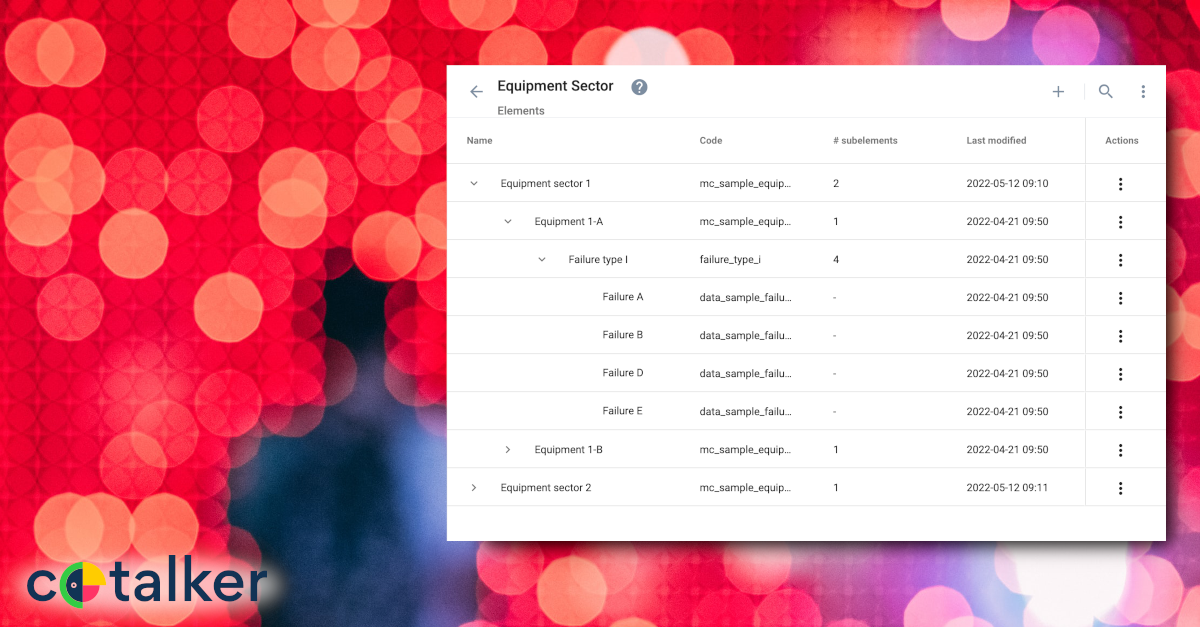 Equipment Sector ?
Elements
Name Code # subelements Last modified Actions
Equipment sector 1 mc_sample_equip... 2 2022-05-12 09:10
Equipment 1-A mc_sample_equip... 1 2022-04-21 09:50
Failure type I failure_type_i 4 2022-04-21 09:50
Failure A data_sample_failu... - 2022-04-21 09:50
Failure B data_sample_failu... - 2022-04-21 09:50
Failure D data_sample_failu... - 2022-04-21 09:50
Failure E data_sample_failu... - 2022-04-21 09:50
Equipment 1-B mc_sample_equip... 1 2022-04-21 09:50
Equipment sector 2 mc_sample_equip... 1 2022-05-12 09:11
cotalker